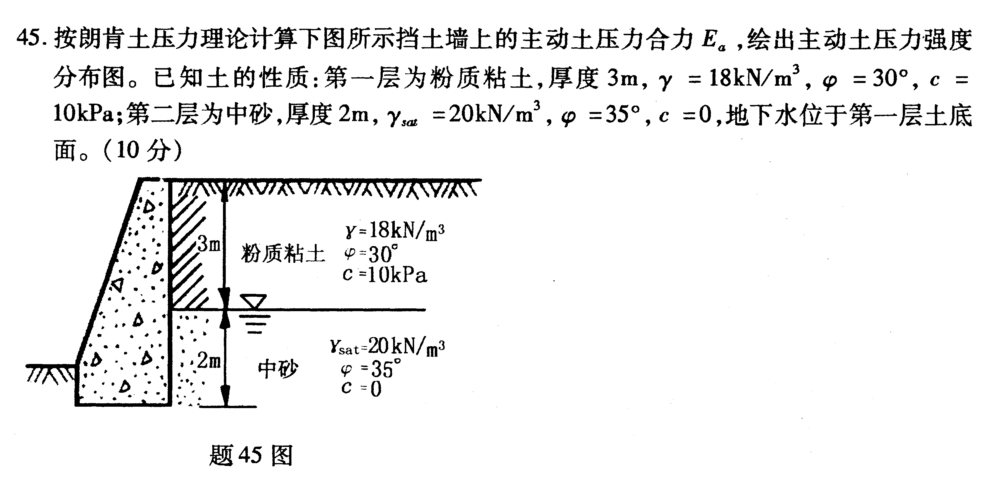 45. 按朗肯土压力理论计算下图所示挡土墙上的主动土压力合力 Eₐ ,绘出主动土压力强度
分布图。已知土的性质:第一层为粉质粘土,厚度 3m, γ = 18kN/m³, φ = 30°, c =
10kPa;第二层为中砂,厚度 2m, γsat = 20kN/m³, φ = 35°, c = 0,地下水位于第一层土底
面。(10 分)
γ=18kN/m³
3m 粉质粘土 φ=30°
c=10kPa
γsat=20kN/m³
2m 中砂 φ=35°
c=0
题 45 图